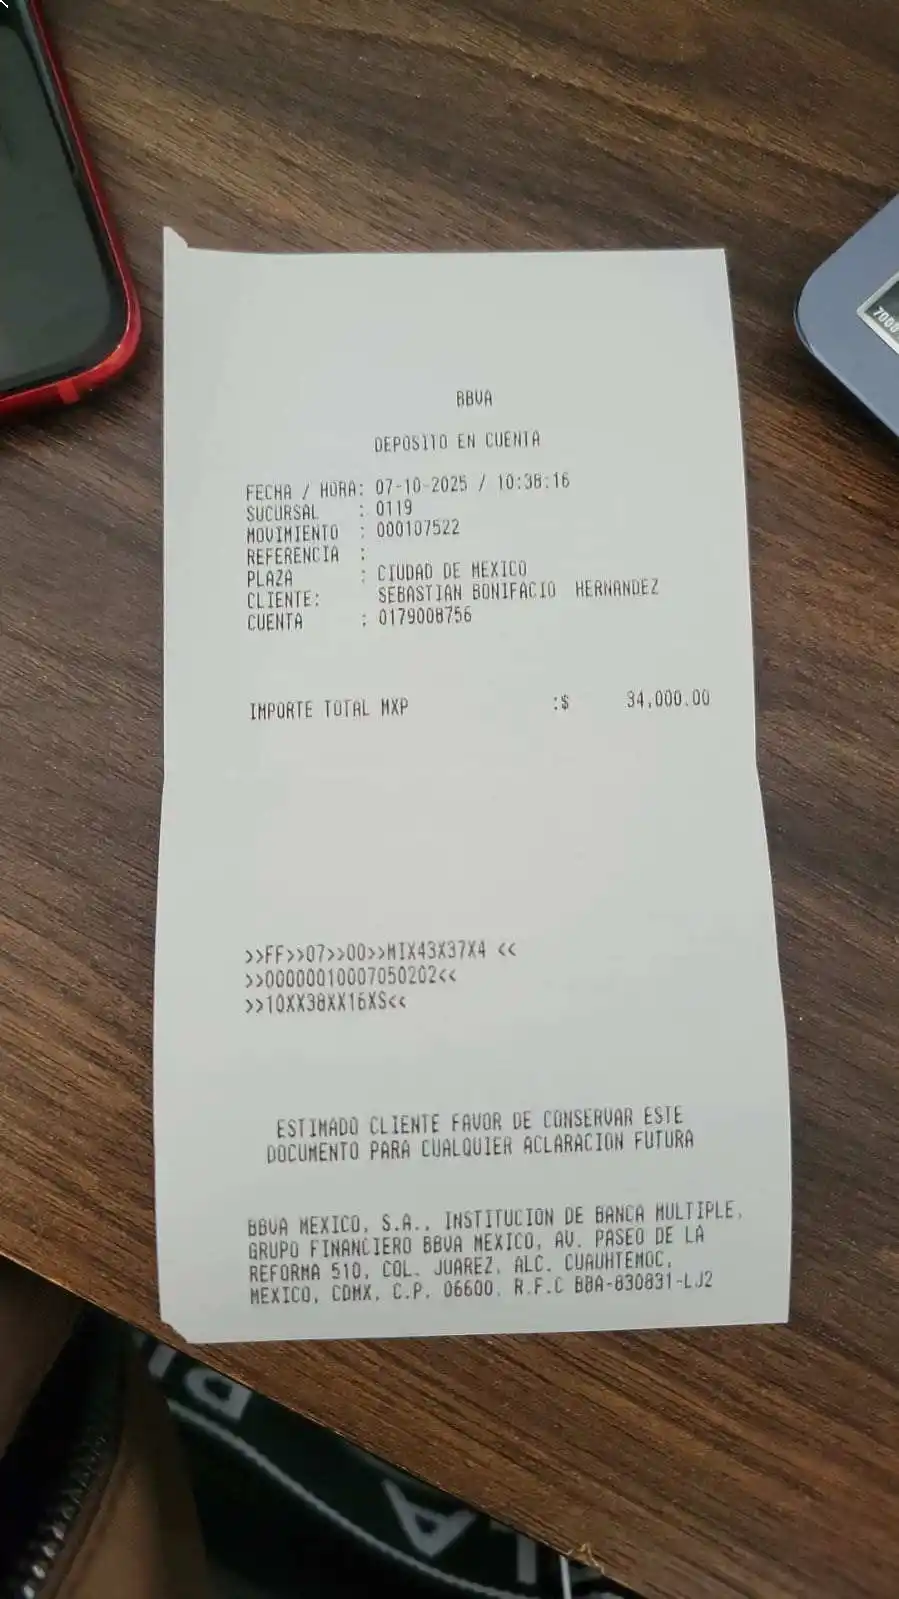 BBVA
DEPOSITO EN CUENTA
FECHA / HORA: 07-10-2025 / 10:38:16
SUCURSAL : 0119
MOVIMIENTO : 000107522
REFERENCIA :
PLAZA : CIUDAD DE MEXICO
CLIENTE: SEBASTIAN BONIFACIO HERNANDEZ
CUENTA : 0179008756
IMPORTE TOTAL MXP :$ 34,000.00
>>FF>>07>>00>>MIX43X37X4 <<
>>00000010007050202<<
>>10XX38XX16XS<<
ESTIMADO CLIENTE FAVOR DE CONSERVAR ESTE
DOCUMENTO PARA CUALQUIER ACLARACION FUTURA
BBVA MEXICO, S.A., INSTITUCION DE BANCA MULTIPLE,
GRUPO FINANCIERO BBVA MEXICO, AV. PASEO DE LA
REFORMA 510, COL. JUAREZ, ALC. CUAUHTEMOC,
MEXICO, CDMX, C.P. 06600, R.F.C BBA-830831-LJ2